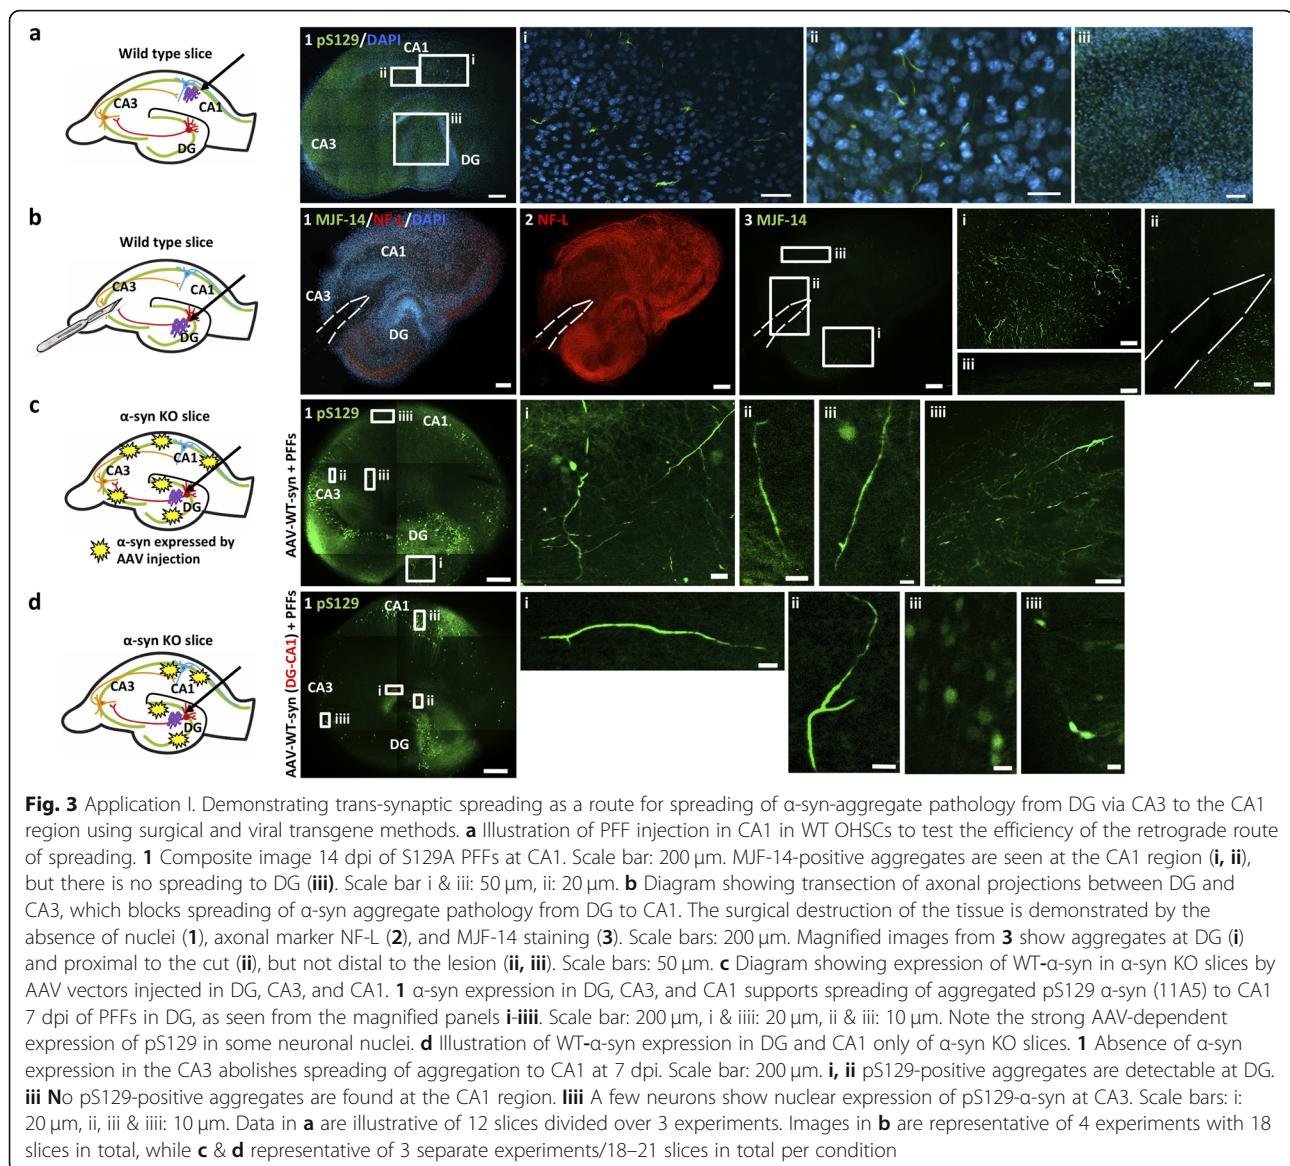 a
Wild type slice
CA3
CA1
DG
1 pS129/DAPI
CA1
ii
i
iii
CA3
DG
i
ii
iii
b
Wild type slice
CA3
CA1
DG
1 MJF-14/NF-L/DAPI
CA1
CA3
DG
2 NF-L
3 MJF-14
iii
ii
i
i
iii
ii
c
α-syn KO slice
CA1
CA3
DG
α-syn expressed by
AAV injection
AAV-WT-syn + PFFs
1 pS129
iiii
CA1
ii
iii
CA3
DG
i
i
ii
iii
iiii
d
α-syn KO slice
CA3
CA1
DG
AAV-WT-syn (DG-CA1) + PFFs
1 pS129
CA1
iii
CA3
i
ii
iiii
DG
i
ii
iii
iiii
Fig. 3 Application I. Demonstrating trans-synaptic spreading as a route for spreading of α-syn-aggregate pathology from DG via CA3 to the CA1
region using surgical and viral transgene methods. a Illustration of PFF injection in CA1 in WT OHSCs to test the efficiency of the retrograde route
of spreading. 1 Composite image 14 dpi of S129A PFFs at CA1. Scale bar: 200 μm. MJF-14-positive aggregates are seen at the CA1 region (i, ii),
but there is no spreading to DG (iii). Scale bar i & iii: 50 μm, ii: 20 μm. b Diagram showing transection of axonal projections between DG and
CA3, which blocks spreading of α-syn aggregate pathology from DG to CA1. The surgical destruction of the tissue is demonstrated by the
absence of nuclei (1), axonal marker NF-L (2), and MJF-14 staining (3). Scale bars: 200 μm. Magnified images from 3 show aggregates at DG (i)
and proximal to the cut (ii), but not distal to the lesion (ii, iii). Scale bars: 50 μm. c Diagram showing expression of WT-α-syn in α-syn KO slices by
AAV vectors injected in DG, CA3, and CA1. 1 α-syn expression in DG, CA3, and CA1 supports spreading of aggregated pS129 α-syn (11A5) to CA1
7 dpi of PFFs in DG, as seen from the magnified panels i-iiii. Scale bar: 200 μm, i & iiii: 20 μm, ii & iii: 10 μm. Note the strong AAV-dependent
expression of pS129 in some neuronal nuclei. d Illustration of WT-α-syn expression in DG and CA1 only of α-syn KO slices. 1 Absence of α-syn
expression in the CA3 abolishes spreading of aggregation to CA1 at 7 dpi. Scale bar: 200 μm. i, ii pS129-positive aggregates are detectable at DG.
iii No pS129-positive aggregates are found at the CA1 region. Iiii A few neurons show nuclear expression of pS129-α-syn at CA3. Scale bars: i:
20 μm, ii, iii & iiii: 10 μm. Data in a are illustrative of 12 slices divided over 3 experiments. Images in b are representative of 4 experiments with 18
slices in total, while c & d representative of 3 separate experiments/18–21 slices in total per condition